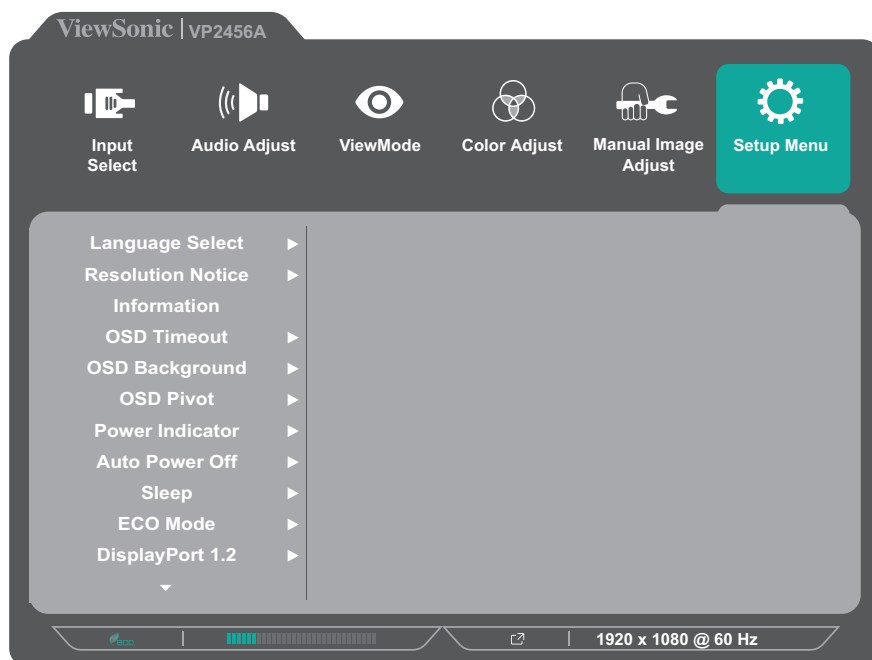 ViewSonic | VP2456A
Input
Select
Audio Adjust
ViewMode
Color Adjust
Manual Image
Adjust
Setup Menu
Language Select
Resolution Notice
Information
OSD Timeout
OSD Background
OSD Pivot
Power Indicator
Auto Power Off
Sleep
ECO Mode
DisplayPort 1.2
eco
1920 x 1080 @ 60 Hz